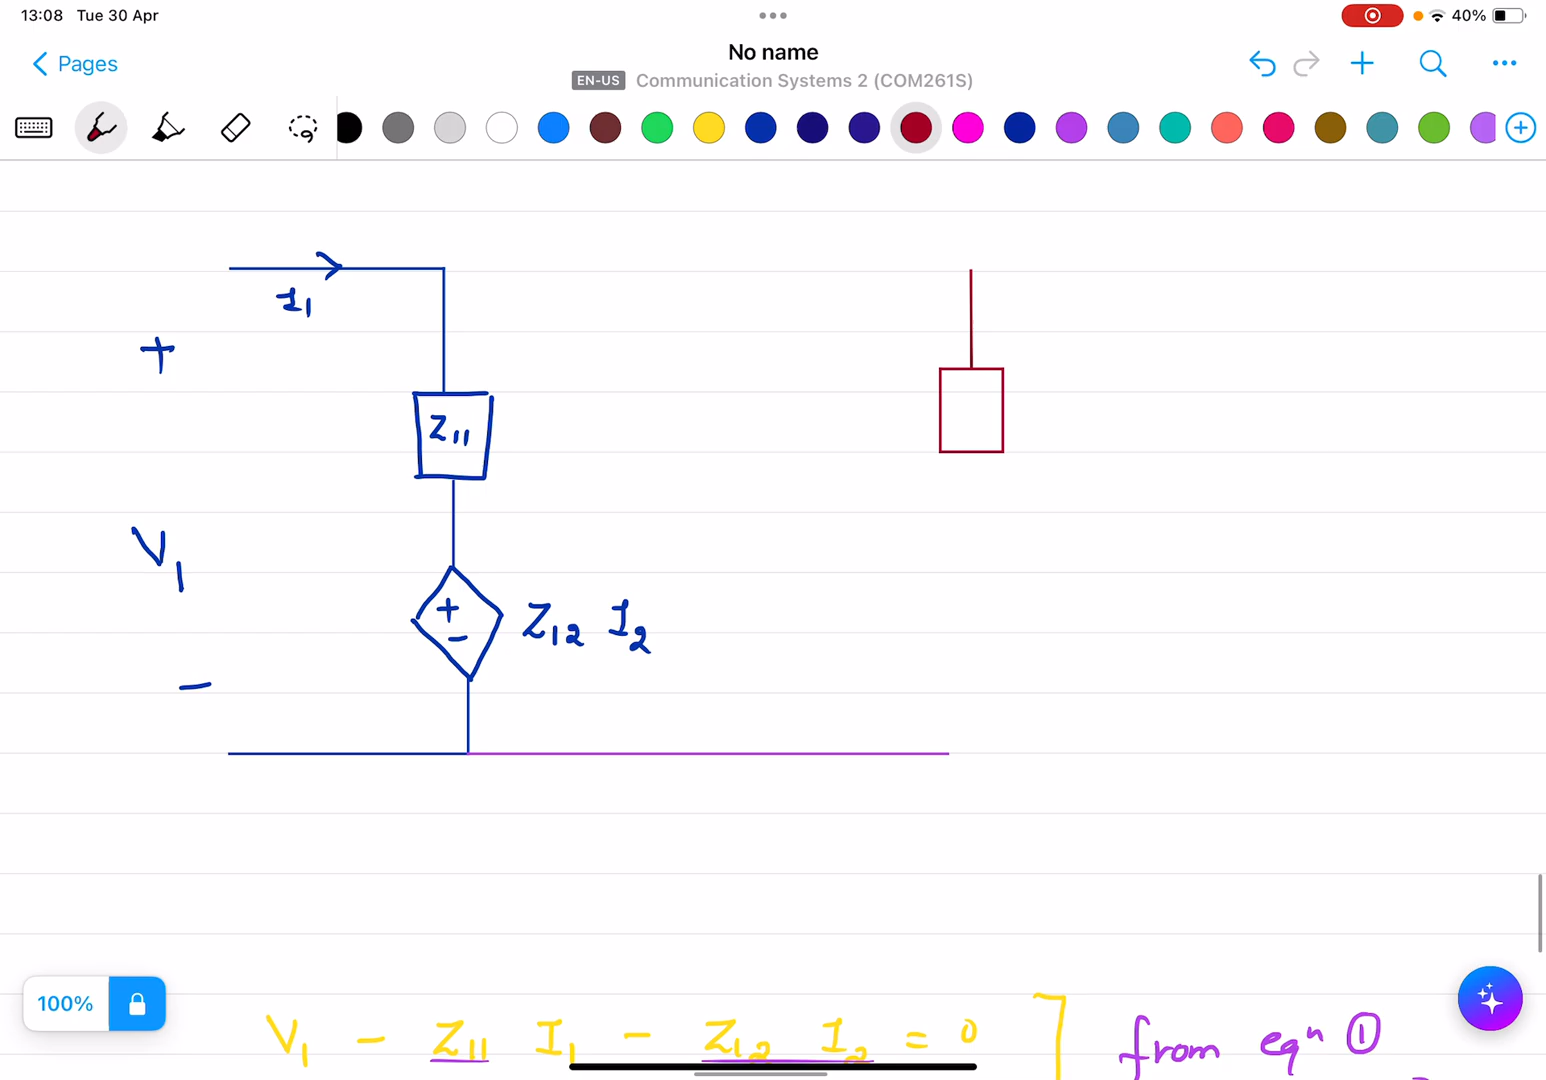 13:08 Tue 30 Apr
40%
Pages
No name
EN-US Communication Systems 2 (COM261S)
I1
+
Z11
V1
+
-
Z12 I2
-
100%
V1 - Z11 I1 - Z12 I2 = 0 ] from eqⁿ ①